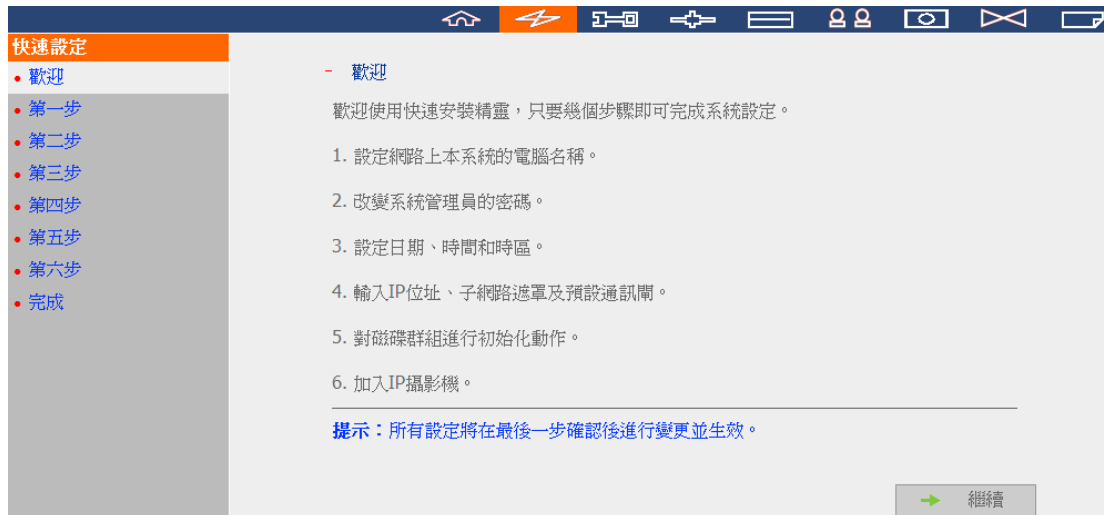 快速設定
歡迎
第一步
第二步
第三步
第四步
第五步
第六步
完成
- 歡迎
歡迎使用快速安裝精靈，只要幾個步驟即可完成系統設定。
1. 設定網路上本系統的電腦名稱。
2. 改變系統管理員的密碼。
3. 設定日期、時間和時區。
4. 輸入IP位址、子網路遮罩及預設通訊閘。
5. 對磁碟群組進行初始化動作。
6. 加入IP攝影機。
提示：所有設定將在最後一步確認後進行變更並生效。
繼續